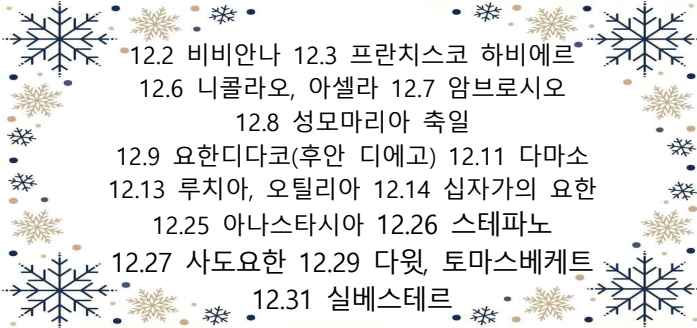 12.2 비비안나 12.3 프란치스코 하비에르
12.6 니콜라오, 아셀라 12.7 암브로시오
12.8 성모마리아 축일
12.9 요한디다코(후안 디에고) 12.11 다마소
12.13 루치아, 오틸리아 12.14 십자가의 요한
12.25 아나스타시아 12.26 스테파노
12.27 사도요한 12.29 다윗, 토마스베케트
12.31 실베스테르